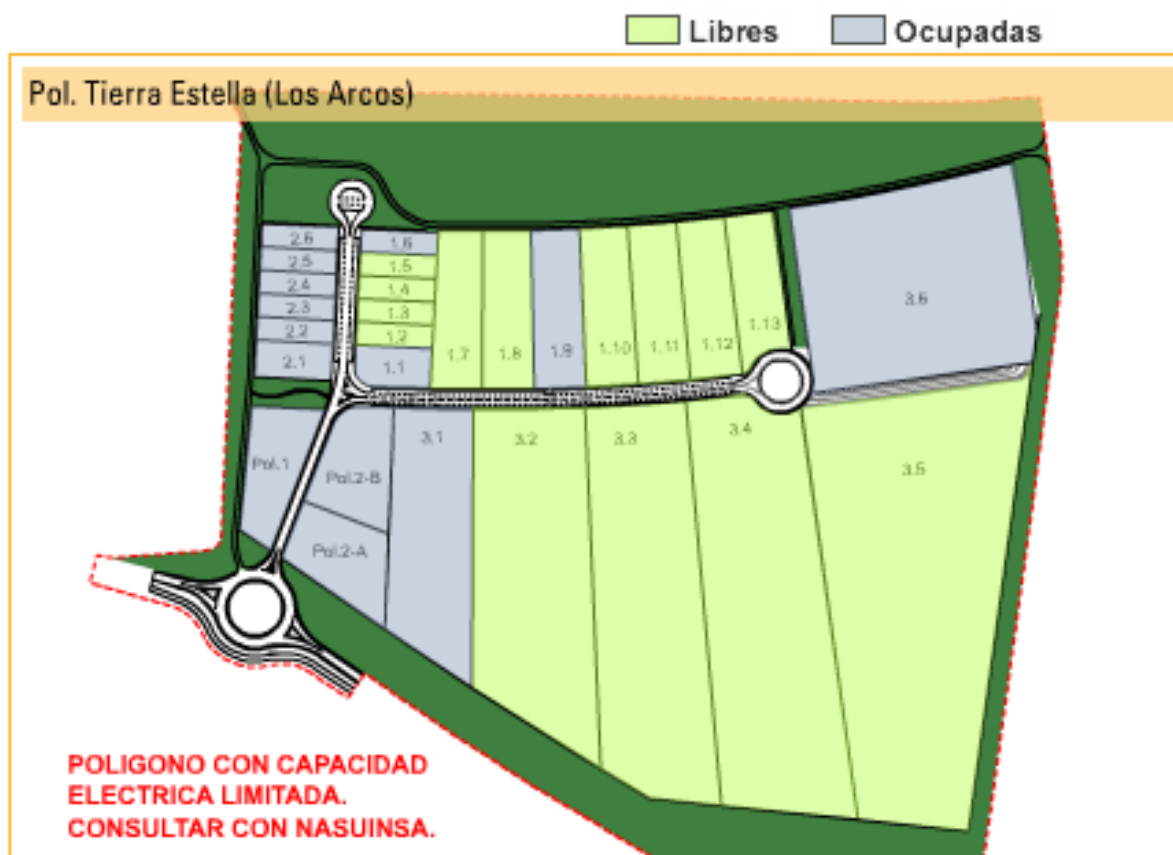 Libres Ocupadas
Pol. Tierra Estella (Los Arcos)
2.6 1.6
2.5 1.5
2.4 1.4
2.3 1.3
2.2 1.2
2.1 1.1 1.7 1.8 1.9 1.10 1.11 1.12 1.13
3.6
3.1 3.2 3.3 3.4
Pol.1 Pol.2-B 3.5
Pol.2-A
POLIGONO CON CAPACIDAD
ELECTRICA LIMITADA.
CONSULTAR CON NASUINSA.